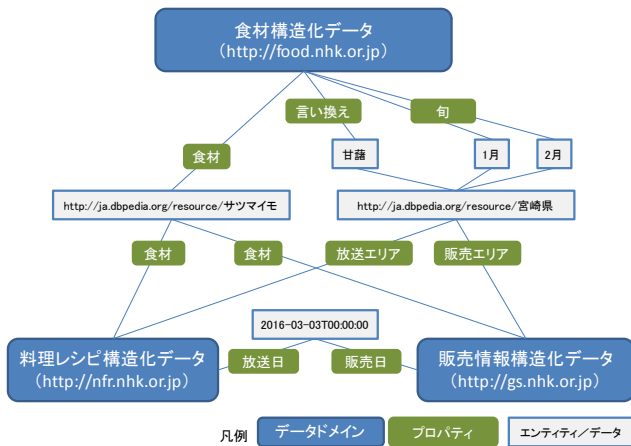 食材構造化データ
(http://food.nhk.or.jp)
言い換え
旬
食材
甘藷
1月
2月
http://ja.dbpedia.org/resource/サツマイモ
http://ja.dbpedia.org/resource/宮崎県
食材
食材
放送エリア
販売エリア
2016-03-03T00:00:00
料理レシピ構造化データ
(http://nfr.nhk.or.jp)
放送日
販売日
販売情報構造化データ
(http://gs.nhk.or.jp)
凡例
データドメイン
プロパティ
エンティティ/データ